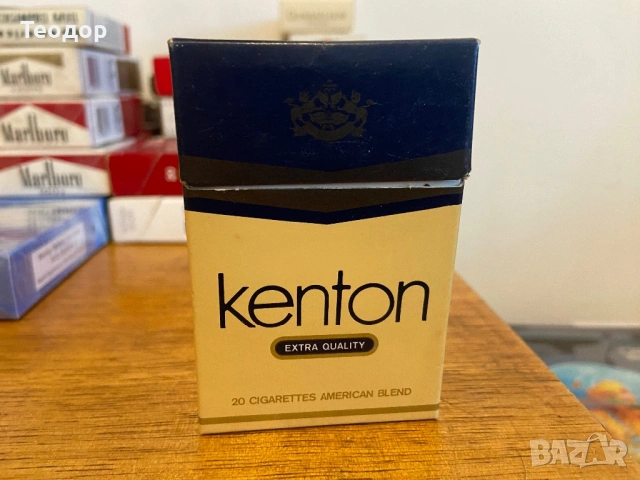 Теодор
Marlboro
Marlboro
Marlboro
kenton
EXTRA QUALITY
20 CIGARETTES AMERICAN BLEND
BAZAR